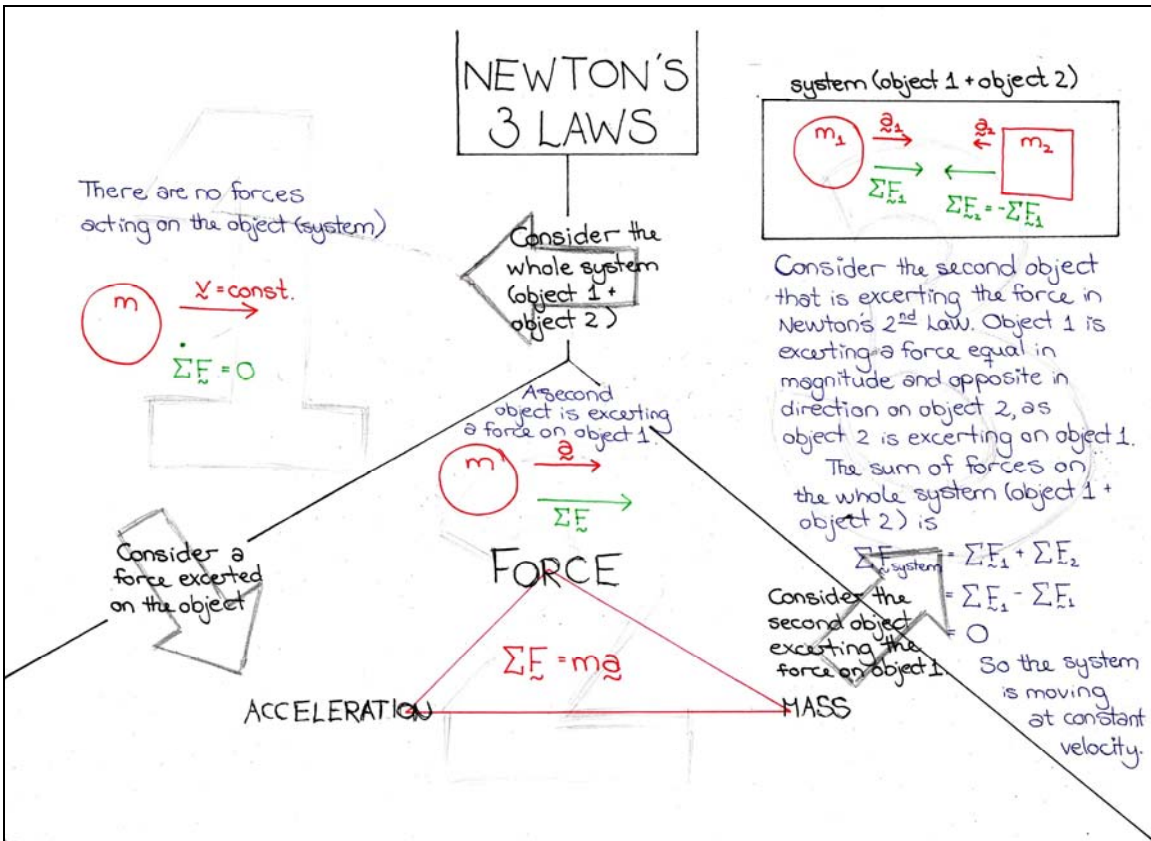 NEWTON'S
3 LAWS
There are no forces
acting on the object (system)
m
v = const.
ΣF = 0
Consider the
whole system
(object 1 +
object 2)
Consider a
force excerted
on the object
A second
object is excerting
a force on object 1.
m
a
ΣF
FORCE
ΣF = ma
ACCELERATION
MASS
Consider the
second object
excerting the
force on object 1.
system (object 1 + object 2)
m₁
a₁
a₂
m₂
ΣF₁
ΣF₂ = -ΣF₁
Consider the second object
that is excerting the force in
Newton's 2nd Law. Object 1 is
excerting a force equal in
magnitude and opposite in
direction on object 2, as
object 2 is excerting on object 1.
The sum of forces on
the whole system (object 1 +
object 2) is
ΣF system = ΣF₁ + ΣF₂
= ΣF₁ - ΣF₁
= 0
So the system
is moving
at constant
velocity.